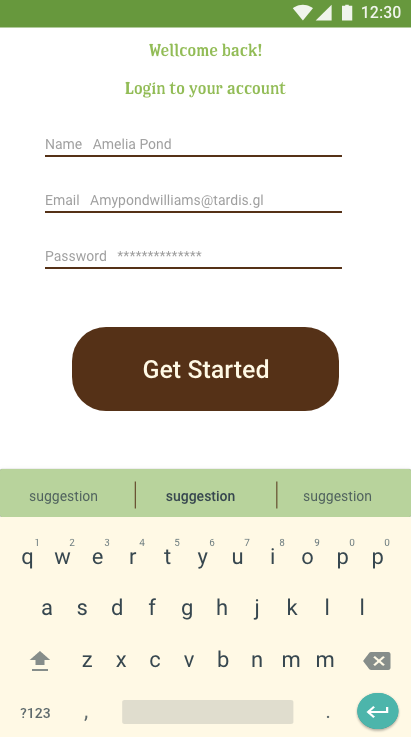 12:30
Wellcome back!
Login to your account
Name Amelia Pond
Email Amypondwilliams@tardis.gl
Password **************
Get Started
suggestion suggestion suggestion
1 2 3 4 5 6 7 8 9 0 0
q w e r t y u i o p p
a s d f g h j k l l
z x c v b n m m
?123 , .